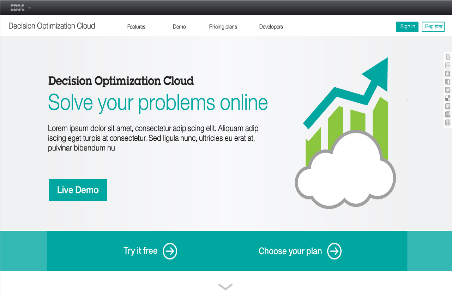 IBM
Decision Optimization Cloud
Features
Demo
Pricing plans
Developers
Sign in
Register
Decision Optimization Cloud
Solve your problems online
Lorem ipsum dolor sit amet, consectetur adipiscing elit. Aliquam adip
iscing eget turpis at consectetur. Sed ligula nunc, ultricies eu erat at,
pulvinar bibendum nu
Live Demo
Try it free
Choose your plan